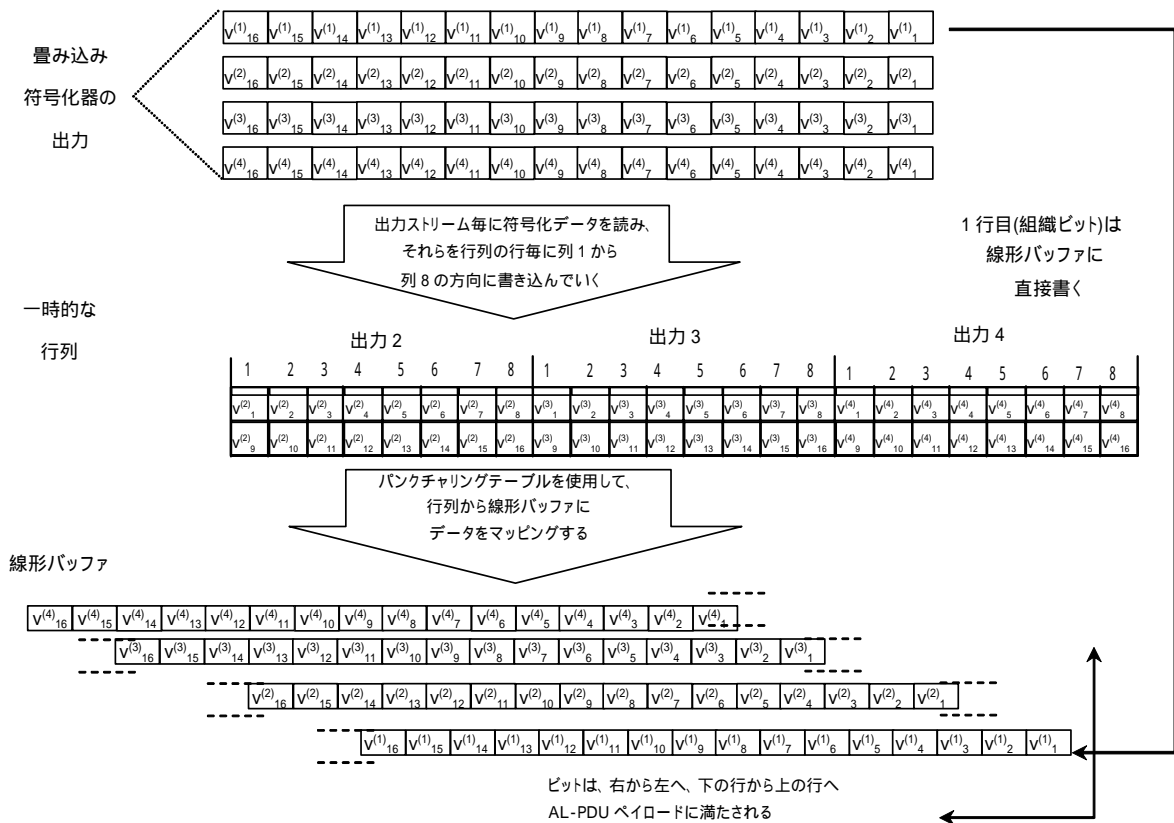 畳み込み
符号化器の
出力
v(1)16 v(1)15 v(1)14 v(1)13 v(1)12 v(1)11 v(1)10 v(1)9 v(1)8 v(1)7 v(1)6 v(1)5 v(1)4 v(1)3 v(1)2 v(1)1
v(2)16 v(2)15 v(2)14 v(2)13 v(2)12 v(2)11 v(2)10 v(2)9 v(2)8 v(2)7 v(2)6 v(2)5 v(2)4 v(2)3 v(2)2 v(2)1
v(3)16 v(3)15 v(3)14 v(3)13 v(3)12 v(3)11 v(3)10 v(3)9 v(3)8 v(3)7 v(3)6 v(3)5 v(3)4 v(3)3 v(3)2 v(3)1
v(4)16 v(4)15 v(4)14 v(4)13 v(4)12 v(4)11 v(4)10 v(4)9 v(4)8 v(4)7 v(4)6 v(4)5 v(4)4 v(4)3 v(4)2 v(4)1
出力ストリーム毎に符号化データを読み、
それらを行列の行毎に列1から
列8の方向に書き込んでいく
1行目(組織ビット)は
線形バッファに
直接書く
一時的な
行列
出力2 出力3 出力4
1 2 3 4 5 6 7 8 1 2 3 4 5 6 7 8 1 2 3 4 5 6 7 8
v(2)1 v(2)2 v(2)3 v(2)4 v(2)5 v(2)6 v(2)7 v(2)8 v(3)1 v(3)2 v(3)3 v(3)4 v(3)5 v(3)6 v(3)7 v(3)8 v(4)1 v(4)2 v(4)3 v(4)4 v(4)5 v(4)6 v(4)7 v(4)8
v(2)9 v(2)10 v(2)11 v(2)12 v(2)13 v(2)14 v(2)15 v(2)16 v(3)9 v(3)10 v(3)11 v(3)12 v(3)13 v(3)14 v(3)15 v(3)16 v(4)9 v(4)10 v(4)11 v(4)12 v(4)13 v(4)14 v(4)15 v(4)16
パンクチャリングテーブルを使用して、
行列から線形バッファに
データをマッピングする
線形バッファ
v(4)16 v(4)15 v(4)14 v(4)13 v(4)12 v(4)11 v(4)10 v(4)9 v(4)8 v(4)7 v(4)6 v(4)5 v(4)4 v(4)3 v(4)2 v(4)1
v(3)16 v(3)15 v(3)14 v(3)13 v(3)12 v(3)11 v(3)10 v(3)9 v(3)8 v(3)7 v(3)6 v(3)5 v(3)4 v(3)3 v(3)2 v(3)1
v(2)16 v(2)15 v(2)14 v(2)13 v(2)12 v(2)11 v(2)10 v(2)9 v(2)8 v(2)7 v(2)6 v(2)5 v(2)4 v(2)3 v(2)2 v(2)1
v(1)16 v(1)15 v(1)14 v(1)13 v(1)12 v(1)11 v(1)10 v(1)9 v(1)8 v(1)7 v(1)6 v(1)5 v(1)4 v(1)3 v(1)2 v(1)1
ビットは、右から左へ、下の行から上の行へ
AL-PDU ペイロードに満たされる